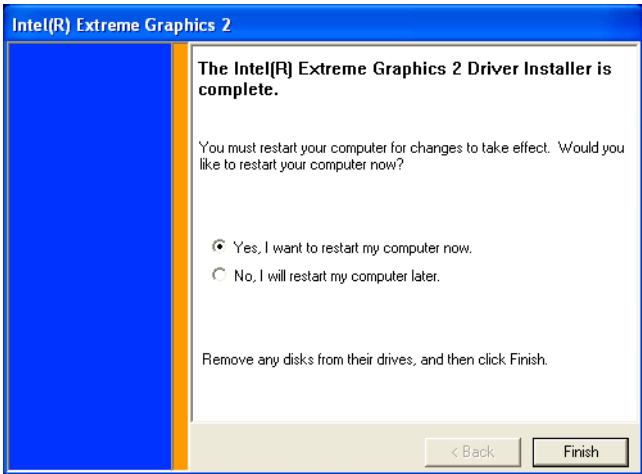 Intel(R) Extreme Graphics 2
The Intel(R) Extreme Graphics 2 Driver Installer is
complete.
You must restart your computer for changes to take effect.  Would you
like to restart your computer now?
Yes, I want to restart my computer now.
No, I will restart my computer later.
Remove any disks from their drives, and then click Finish.
< Back
Finish